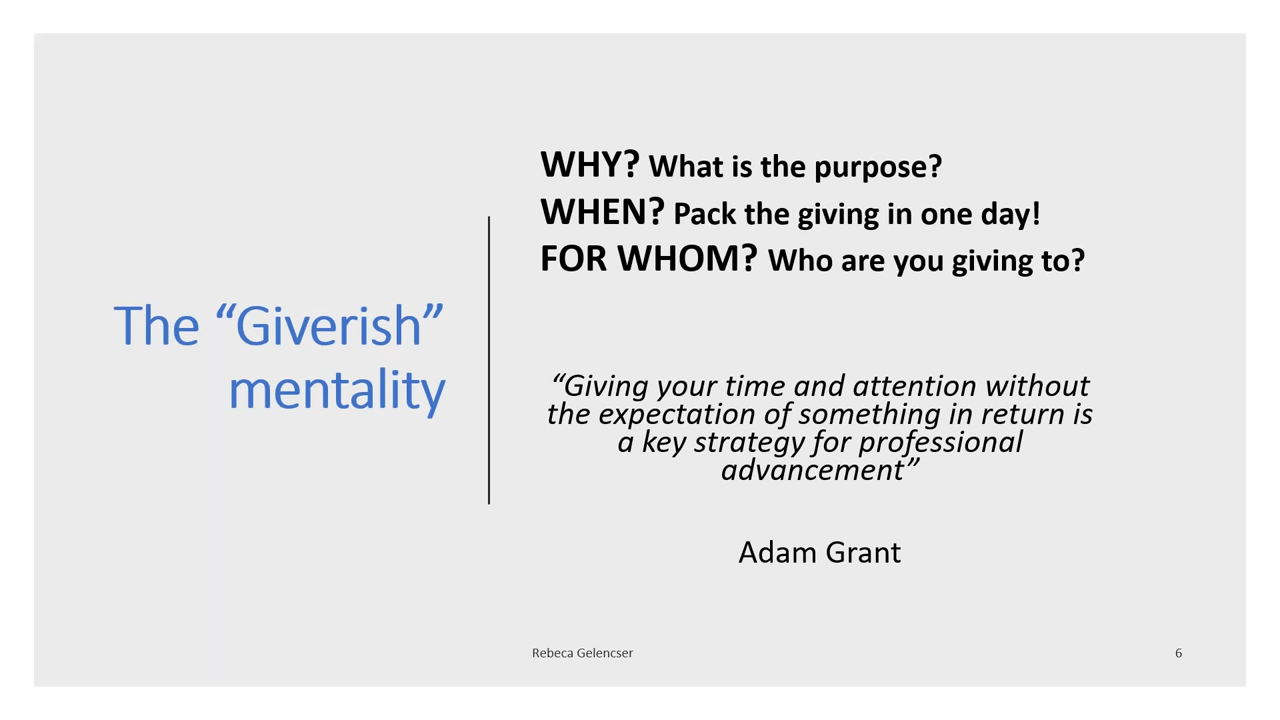 The “Giverish”
mentality
WHY? What is the purpose?
WHEN? Pack the giving in one day!
FOR WHOM? Who are you giving to?
“Giving your time and attention without
the expectation of something in return is
a key strategy for professional
advancement”
Adam Grant
Rebeca Gelencser
6